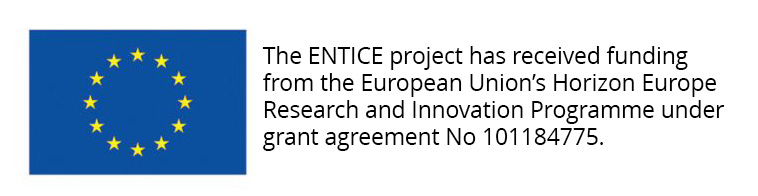 The ENTICE project has received funding
from the European Union’s Horizon Europe
Research and Innovation Programme under
grant agreement No 101184775.